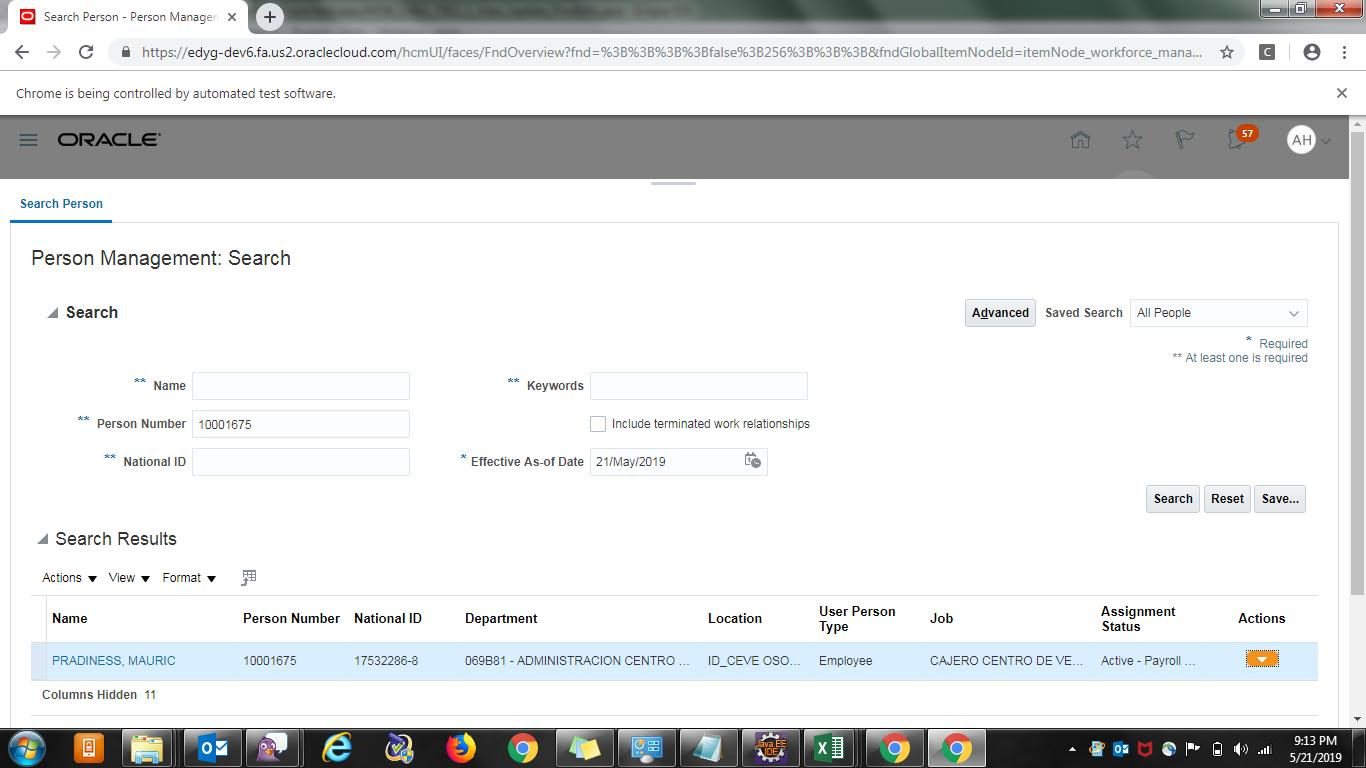 Search Person - Person Manager
https://edyg-dev6.fa.us2.oraclecloud.com/hcmUI/faces/FndOverview?fnd=%3B%3B%3B%3Bfalse%3B256%3B%3B%3B&fndGlobalItemNodeId=itemNode_workforce_mana...
C
Chrome is being controlled by automated test software.
ORACLE
57
AH
Search Person
Person Management: Search
Search
Advanced Saved Search All People
* Required
** At least one is required
** Name
** Keywords
** Person Number 10001675
Include terminated work relationships
** National ID
* Effective As-of Date 21/May/2019
Search Reset Save...
Search Results
Actions View Format
Name Person Number National ID Department Location User Person Type Job Assignment Status Actions
PRADINESS, MAURIC 10001675 17532286-8 069B81 - ADMINISTRACION CENTRO ... ID_CEVE OSO... Employee CAJERO CENTRO DE VE... Active - Payroll ...
Columns Hidden 11
Java EE
IDE
9:13 PM
5/21/2019